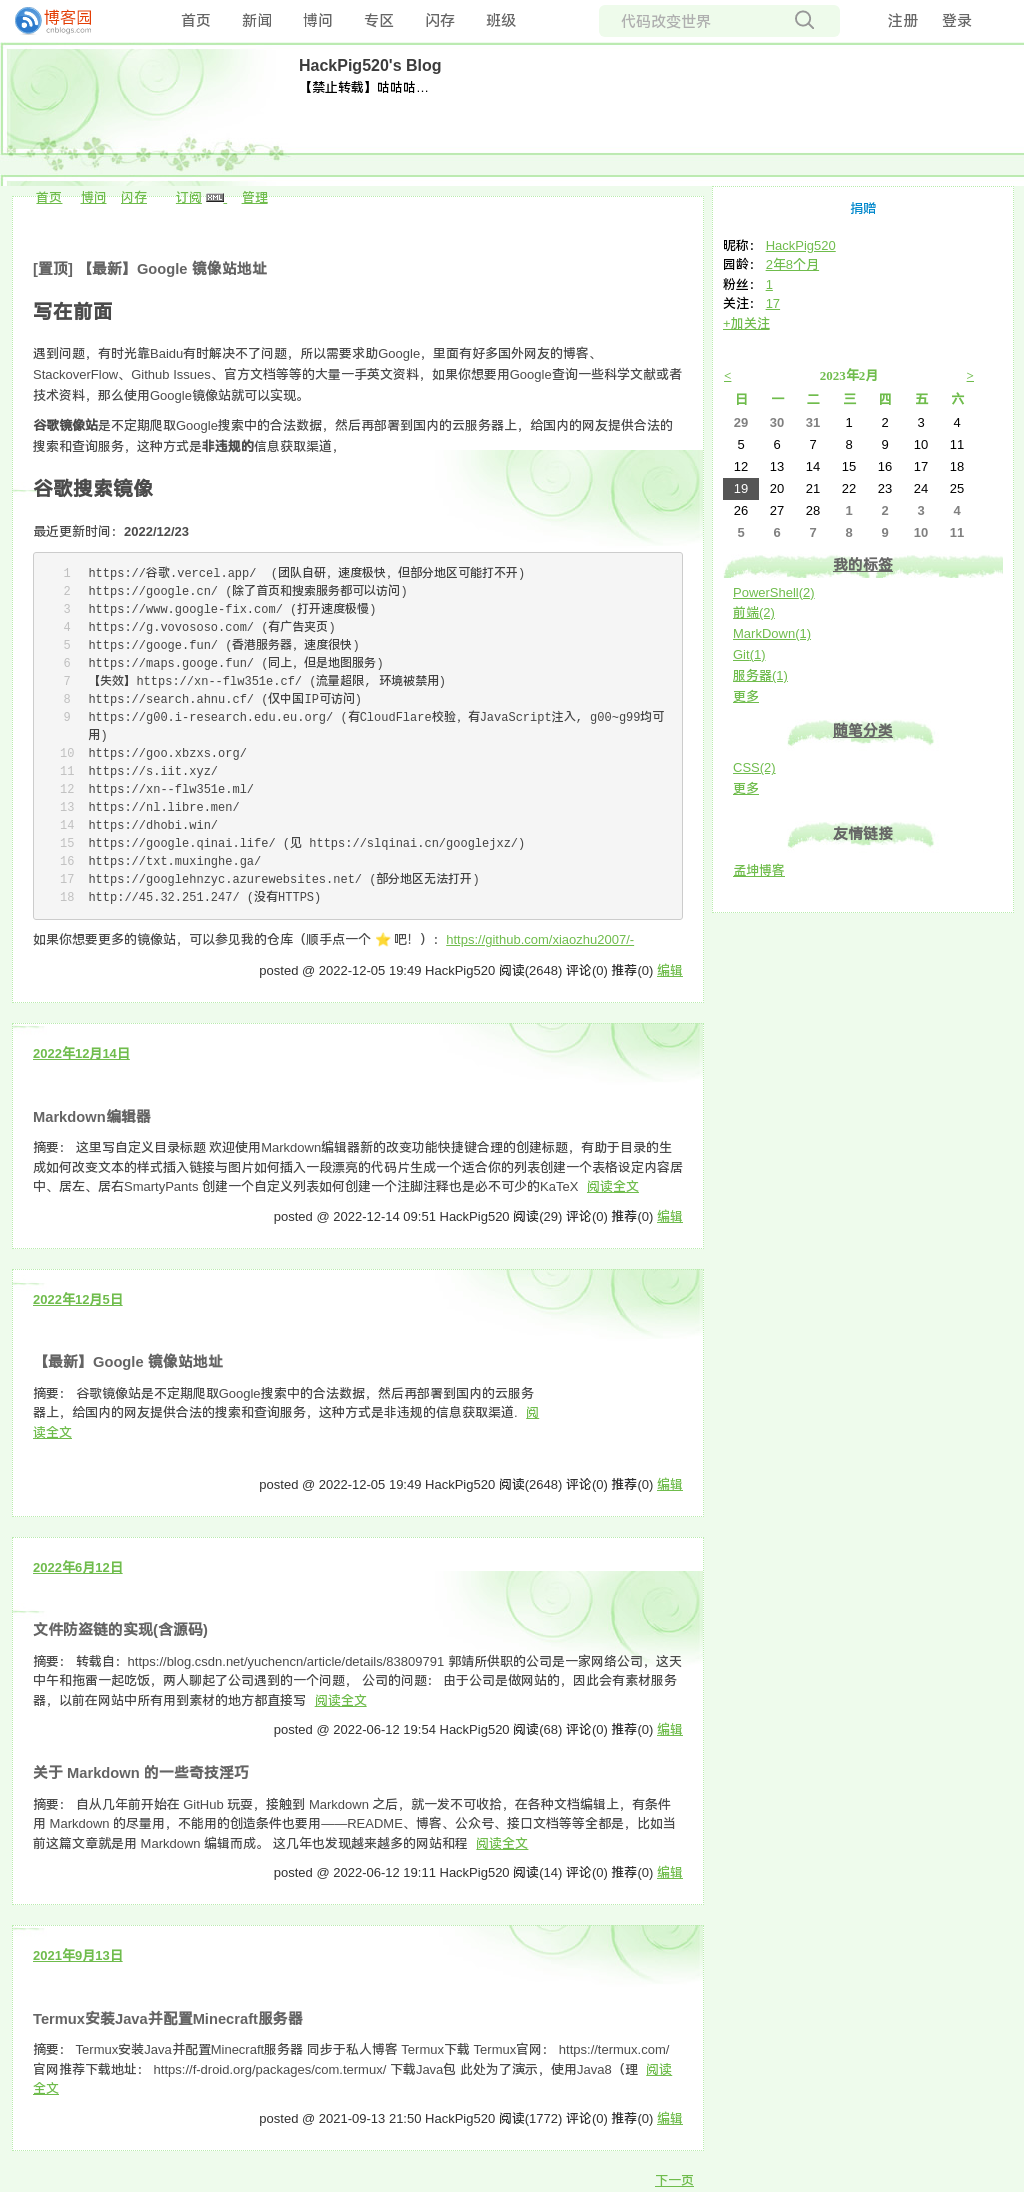 博客园
cnblogs.com
首页 新闻 博问 专区 闪存 班级
代码改变世界
注册 登录
HackPig520's Blog
【禁止转载】咕咕咕…
首页 博问 闪存 订阅 XML 管理
[置顶] 【最新】Google 镜像站地址
写在前面
遇到问题，有时光靠Baidu有时解决不了问题，所以需要求助Google，里面有好多国外网友的博客、
StackoverFlow、Github Issues、官方文档等等的大量一手英文资料，如果你想要用Google查询一些科学文献或者
技术资料，那么使用Google镜像站就可以实现。
谷歌镜像站是不定期爬取Google搜索中的合法数据，然后再部署到国内的云服务器上，给国内的网友提供合法的
搜索和查询服务，这种方式是非违规的信息获取渠道，
谷歌搜索镜像
最近更新时间：2022/12/23
1 https://谷歌.vercel.app/ (团队自研，速度极快，但部分地区可能打不开)
2 https://google.cn/ (除了首页和搜索服务都可以访问)
3 https://www.google-fix.com/ (打开速度极慢)
4 https://g.vovososo.com/ (有广告夹页)
5 https://googe.fun/ (香港服务器，速度很快)
6 https://maps.googe.fun/ (同上，但是地图服务)
7 【失效】https://xn--flw351e.cf/ (流量超限, 环境被禁用)
8 https://search.ahnu.cf/ (仅中国IP可访问)
9 https://g00.i-research.edu.eu.org/ (有CloudFlare校验，有JavaScript注入, g00~g99均可
用)
10 https://goo.xbzxs.org/
11 https://s.iit.xyz/
12 https://xn--flw351e.ml/
13 https://nl.libre.men/
14 https://dhobi.win/
15 https://google.qinai.life/ (见 https://slqinai.cn/googlejxz/)
16 https://txt.muxinghe.ga/
17 https://googlehnzyc.azurewebsites.net/ (部分地区无法打开)
18 http://45.32.251.247/ (没有HTTPS)
如果你想要更多的镜像站，可以参见我的仓库（顺手点一个 ⭐ 吧！）：https://github.com/xiaozhu2007/-
posted @ 2022-12-05 19:49 HackPig520 阅读(2648) 评论(0) 推荐(0) 编辑
2022年12月14日
Markdown编辑器
摘要： 这里写自定义目录标题 欢迎使用Markdown编辑器新的改变功能快捷键合理的创建标题，有助于目录的生
成如何改变文本的样式插入链接与图片如何插入一段漂亮的代码片生成一个适合你的列表创建一个表格设定内容居
中、居左、居右SmartyPants 创建一个自定义列表如何创建一个注脚注释也是必不可少的KaTeX 阅读全文
posted @ 2022-12-14 09:51 HackPig520 阅读(29) 评论(0) 推荐(0) 编辑
2022年12月5日
【最新】Google 镜像站地址
摘要： 谷歌镜像站是不定期爬取Google搜索中的合法数据，然后再部署到国内的云服务
器上，给国内的网友提供合法的搜索和查询服务，这种方式是非违规的信息获取渠道. 阅
读全文
posted @ 2022-12-05 19:49 HackPig520 阅读(2648) 评论(0) 推荐(0) 编辑
2022年6月12日
文件防盗链的实现(含源码)
摘要： 转载自：https://blog.csdn.net/yuchencn/article/details/83809791 郭靖所供职的公司是一家网络公司，这天
中午和拖雷一起吃饭，两人聊起了公司遇到的一个问题， 公司的问题： 由于公司是做网站的，因此会有素材服务
器，以前在网站中所有用到素材的地方都直接写 阅读全文
posted @ 2022-06-12 19:54 HackPig520 阅读(68) 评论(0) 推荐(0) 编辑
关于 Markdown 的一些奇技淫巧
摘要： 自从几年前开始在 GitHub 玩耍，接触到 Markdown 之后，就一发不可收拾，在各种文档编辑上，有条件
用 Markdown 的尽量用，不能用的创造条件也要用——README、博客、公众号、接口文档等等全都是，比如当
前这篇文章就是用 Markdown 编辑而成。 这几年也发现越来越多的网站和程 阅读全文
posted @ 2022-06-12 19:11 HackPig520 阅读(14) 评论(0) 推荐(0) 编辑
2021年9月13日
Termux安装Java并配置Minecraft服务器
摘要： Termux安装Java并配置Minecraft服务器 同步于私人博客 Termux下载 Termux官网： https://termux.com/
官网推荐下载地址： https://f-droid.org/packages/com.termux/ 下载Java包 此处为了演示，使用Java8（理 阅读
全文
posted @ 2021-09-13 21:50 HackPig520 阅读(1772) 评论(0) 推荐(0) 编辑
下一页
捐赠
昵称： HackPig520
园龄： 2年8个月
粉丝： 1
关注： 17
+加关注
< 2023年2月 >
日 一 二 三 四 五 六
29 30 31 1 2 3 4
5 6 7 8 9 10 11
12 13 14 15 16 17 18
19 20 21 22 23 24 25
26 27 28 1 2 3 4
5 6 7 8 9 10 11
我的标签
PowerShell(2)
前端(2)
MarkDown(1)
Git(1)
服务器(1)
更多
随笔分类
CSS(2)
更多
友情链接
孟坤博客